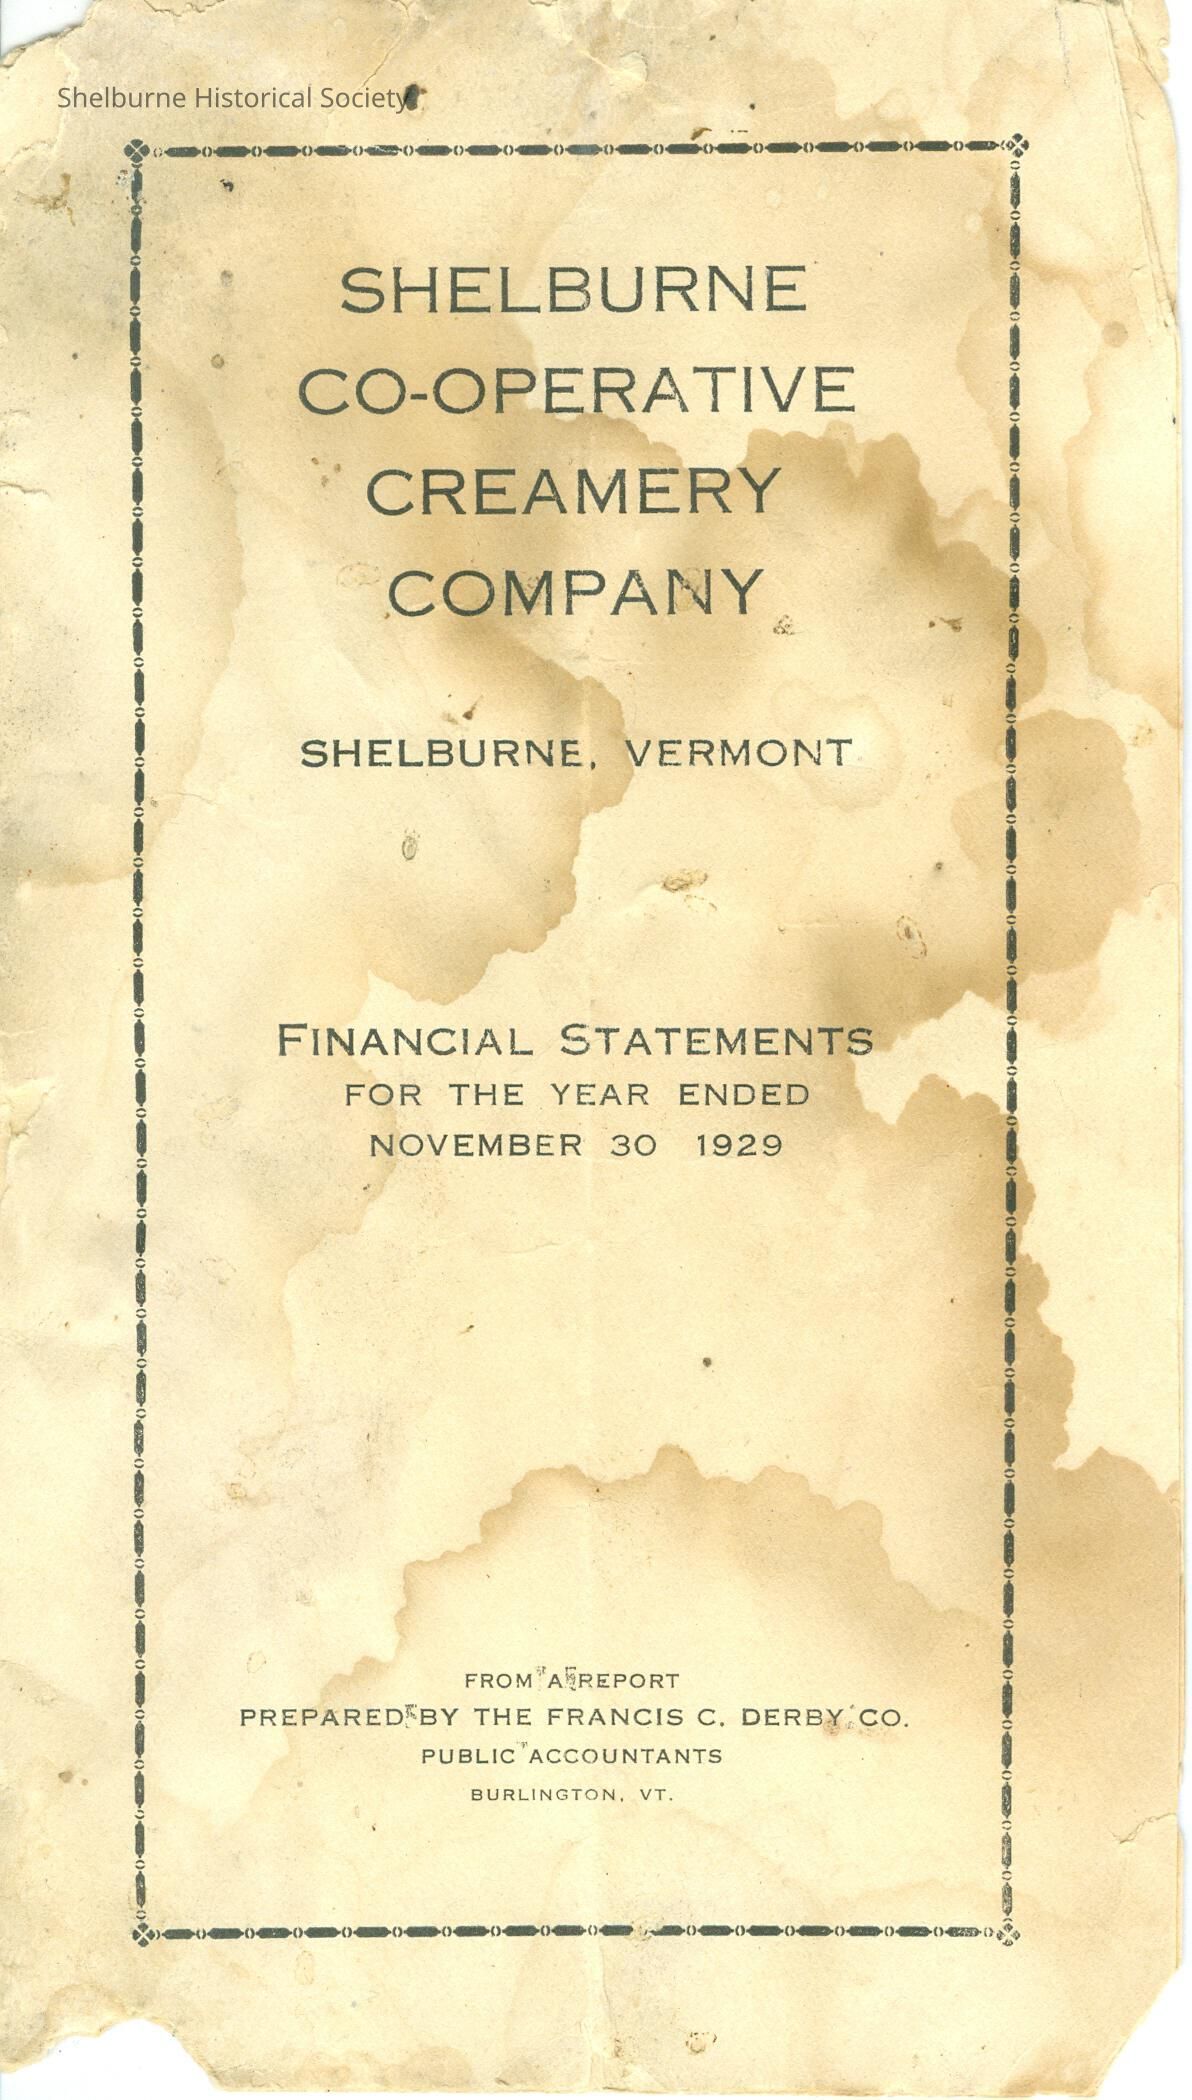 Shelburne Historical Society
SHELBURNE
CO-OPERATIVE
CREAMERY
COMPANY
SHELBURNE, VERMONT
FINANCIAL STATEMENTS
FOR THE YEAR ENDED
NOVEMBER 30 1929
FROM A REPORT
PREPARED BY THE FRANCIS C. DERBY CO.
PUBLIC ACCOUNTANTS
BURLINGTON, VT.